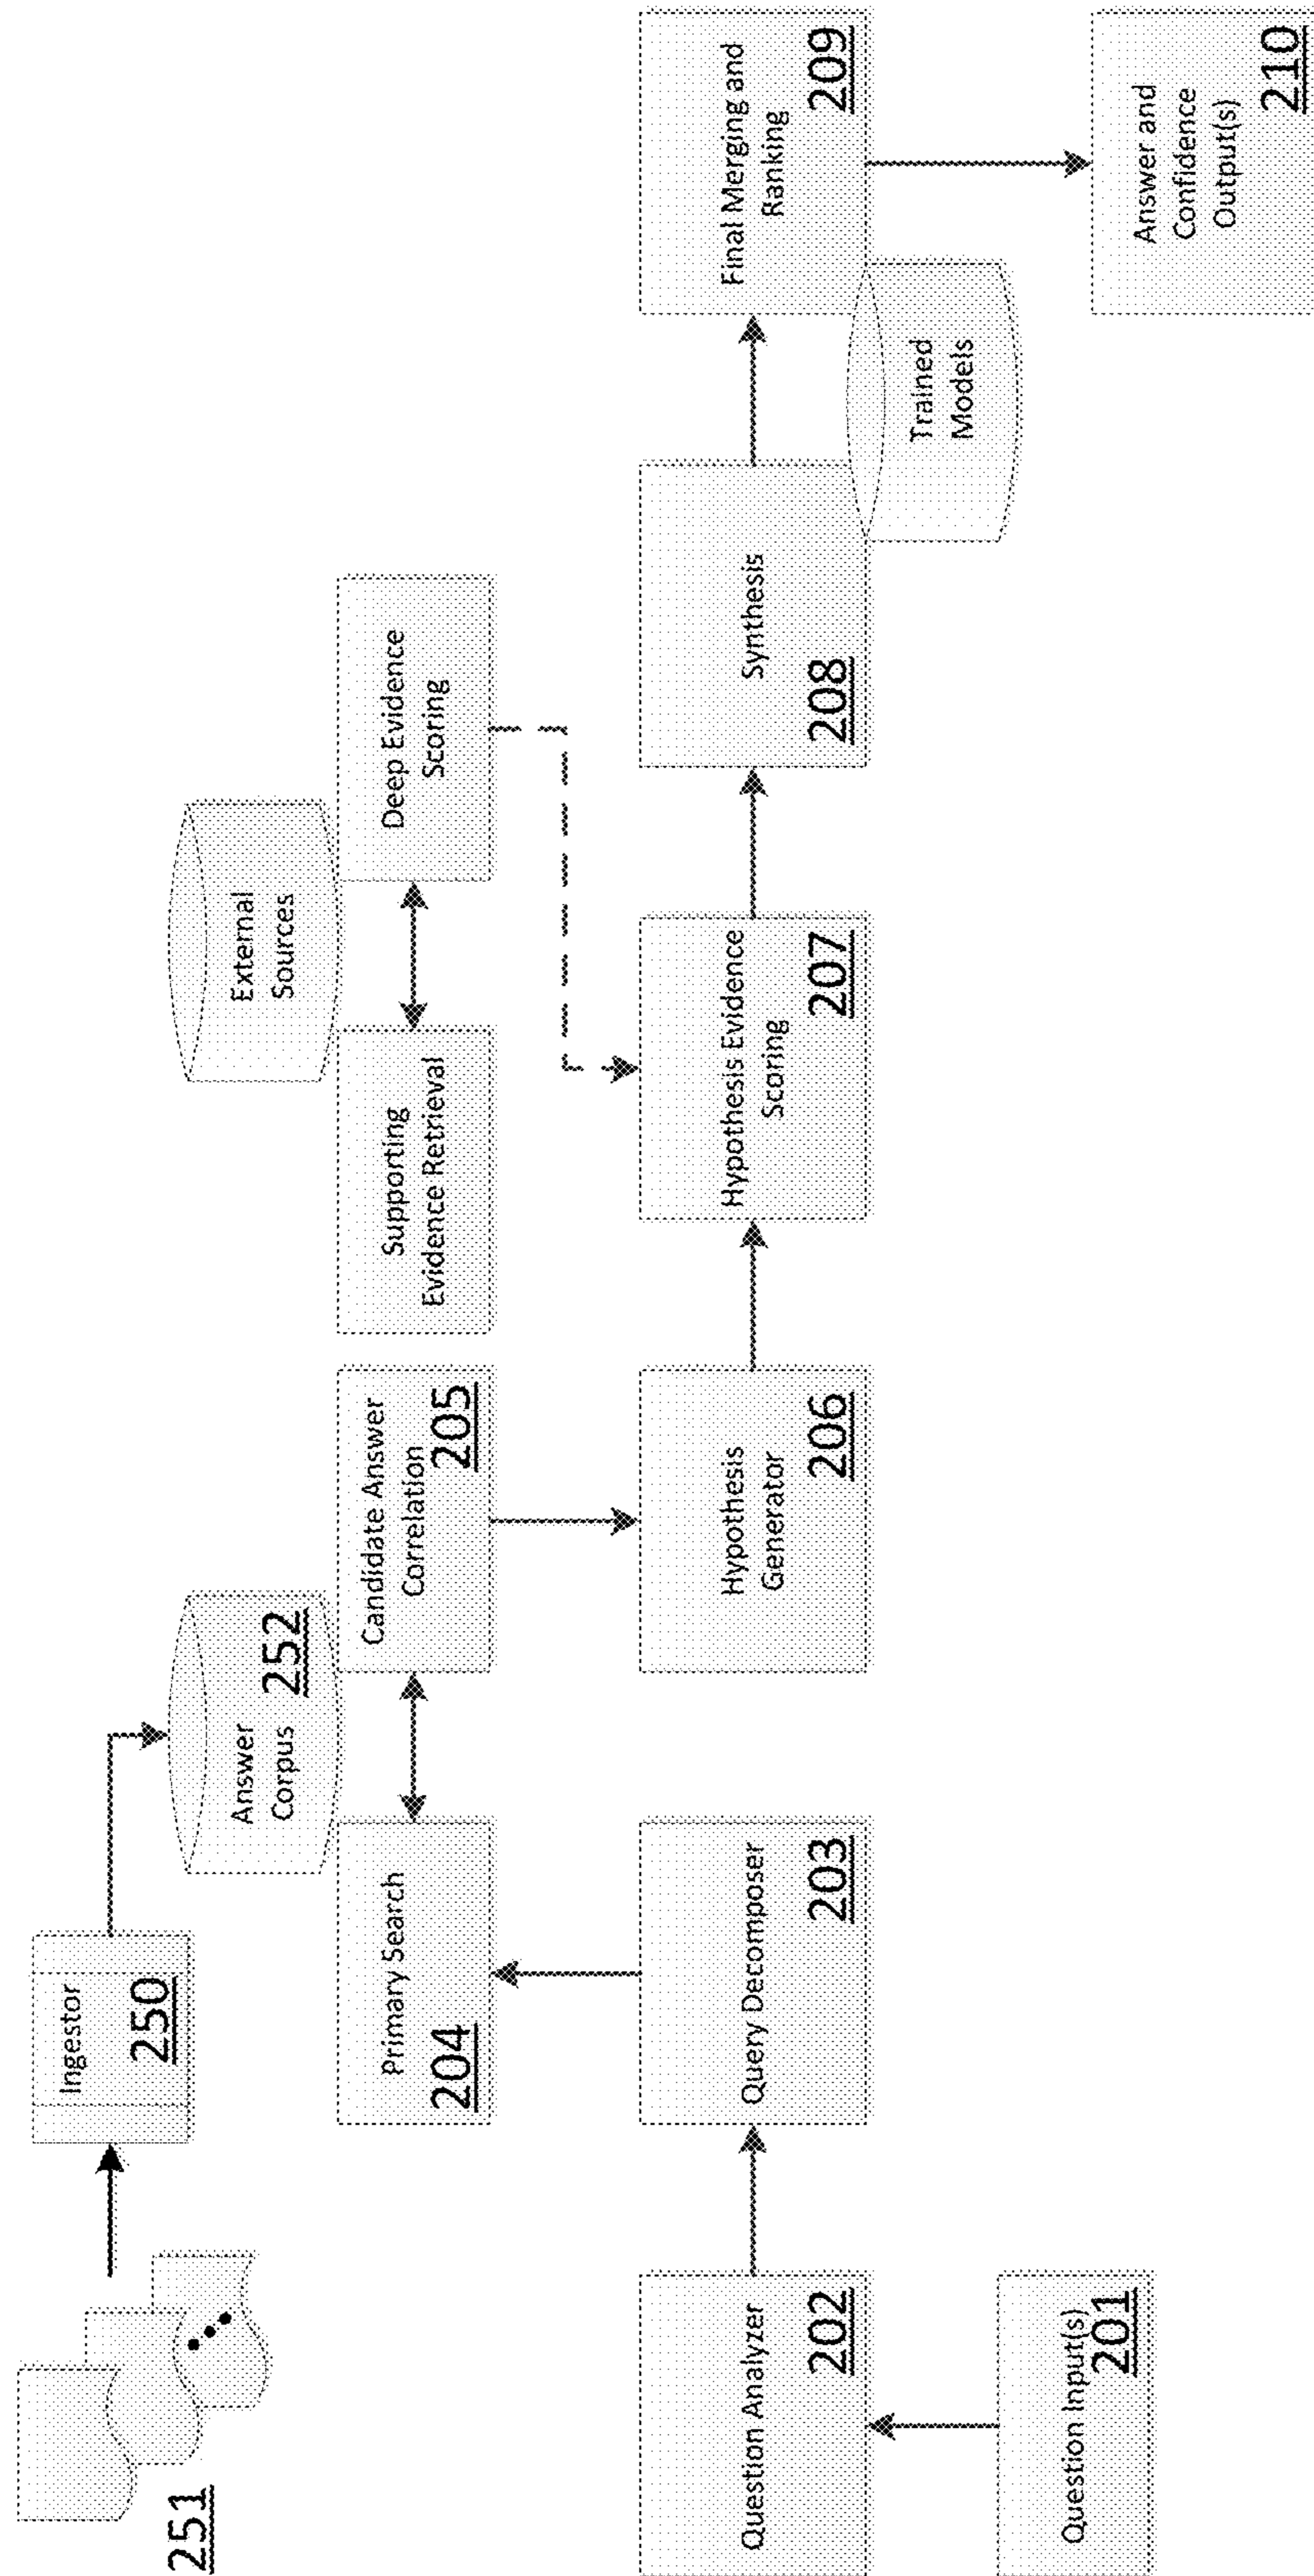 251
Ingestor
250
Answer
Corpus
252
External
Sources
Primary Search
204
Candidate Answer
Correlation
205
Supporting
Evidence Retrieval
Deep Evidence
Scoring
Question Analyzer
202
Query Decomposer
203
Hypothesis
Generator
206
Hypothesis Evidence
Scoring
207
Synthesis
208
Final Merging and
Ranking
209
Trained
Models
Question Input(s)
201
Answer and
Confidence
Output(s)
210